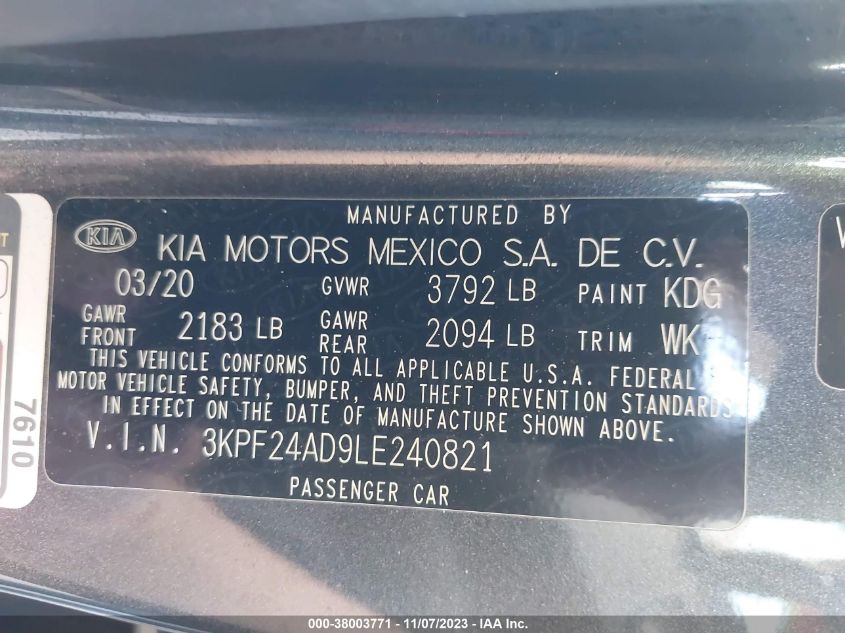 MANUFACTURED BY
KIA KIA MOTORS MEXICO S.A. DE C.V.
03/20 GVWR 3792 LB PAINT KDG
GAWR FRONT 2183 LB GAWR REAR 2094 LB TRIM WK
THIS VEHICLE CONFORMS TO ALL APPLICABLE U.S.A. FEDERAL
MOTOR VEHICLE SAFETY, BUMPER, AND THEFT PREVENTION STANDARDS
IN EFFECT ON THE DATE OF MANUFACTURE SHOWN ABOVE.
V.I.N. 3KPF24AD9LE240821
PASSENGER CAR
7610
000-38003771 - 11/07/2023 - IAA Inc.